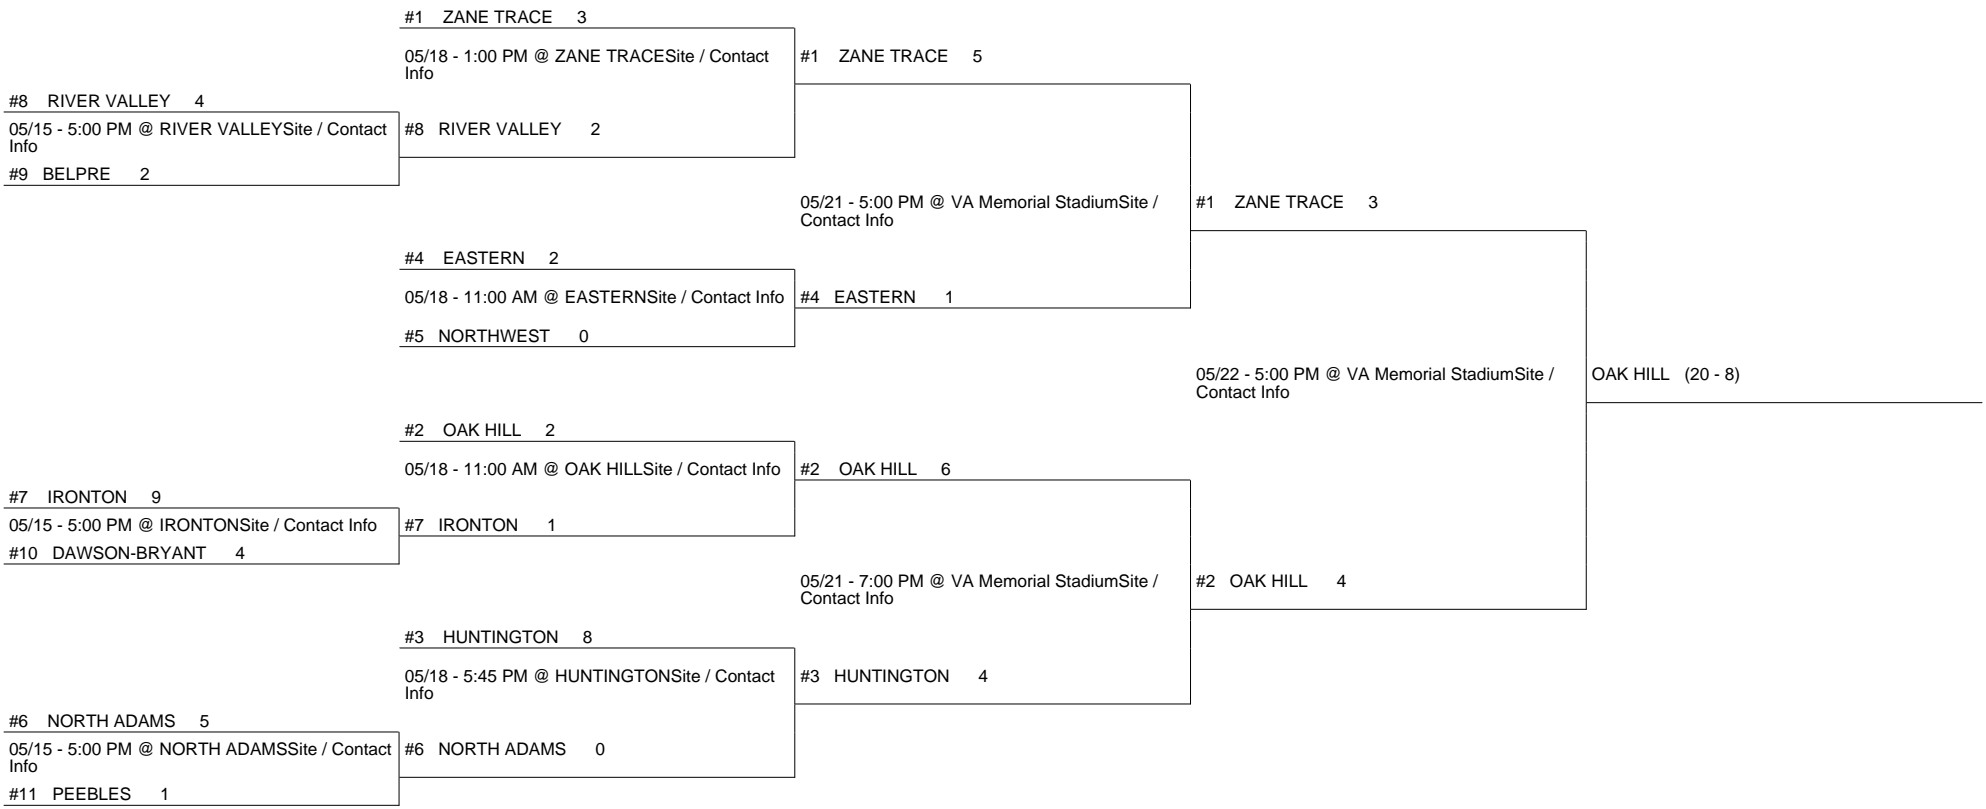 #1 ZANE TRACE 3
05/18 - 1:00 PM @ ZANE TRACESite / Contact
Info
#1 ZANE TRACE 5
#8 RIVER VALLEY 4
05/15 - 5:00 PM @ RIVER VALLEYSite / Contact
Info
#8 RIVER VALLEY 2
#9 BELPRE 2
05/21 - 5:00 PM @ VA Memorial StadiumSite /
Contact Info
#1 ZANE TRACE 3
#4 EASTERN 2
05/18 - 11:00 AM @ EASTERNSite / Contact Info
#4 EASTERN 1
#5 NORTHWEST 0
05/22 - 5:00 PM @ VA Memorial StadiumSite /
Contact Info
OAK HILL (20 - 8)
#2 OAK HILL 2
05/18 - 11:00 AM @ OAK HILLSite / Contact Info
#2 OAK HILL 6
#7 IRONTON 9
05/15 - 5:00 PM @ IRONTONSite / Contact Info
#7 IRONTON 1
#10 DAWSON-BRYANT 4
05/21 - 7:00 PM @ VA Memorial StadiumSite /
Contact Info
#2 OAK HILL 4
#3 HUNTINGTON 8
05/18 - 5:45 PM @ HUNTINGTONSite / Contact
Info
#3 HUNTINGTON 4
#6 NORTH ADAMS 5
05/15 - 5:00 PM @ NORTH ADAMSSite / Contact
Info
#6 NORTH ADAMS 0
#11 PEEBLES 1